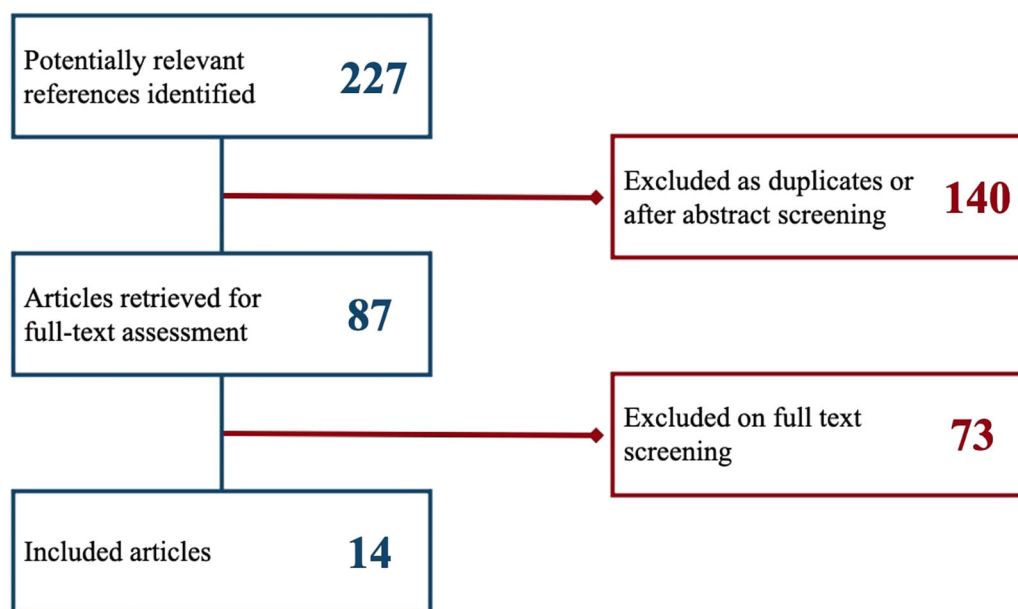 Potentially relevant
references identified
227
Excluded as duplicates or
after abstract screening
140
Articles retrieved for
full-text assessment
87
Excluded on full text
screening
73
Included articles
14